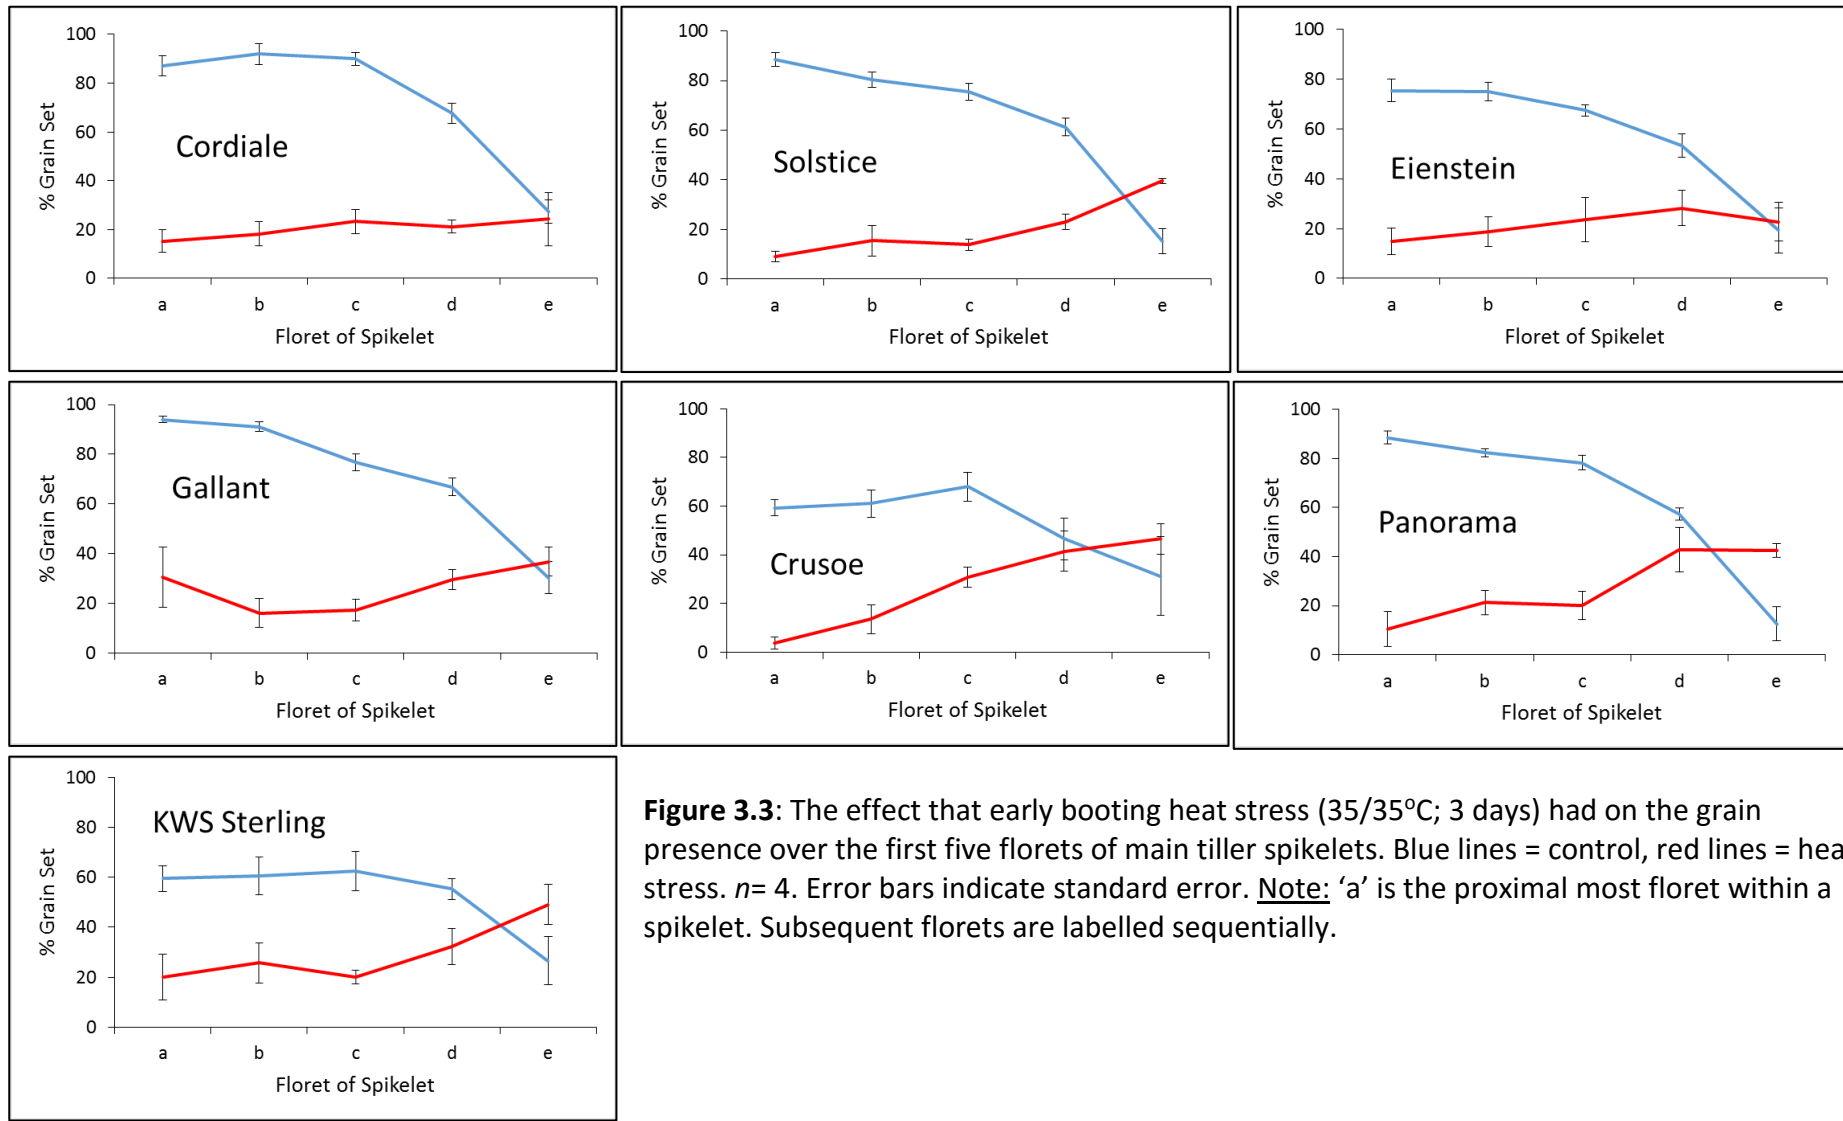 100
80
60
40
20
0
% Grain Set
Cordiale
a b c d e
Floret of Spikelet
100
80
60
40
20
0
% Grain Set
Solstice
a b c d e
Floret of Spikelet
100
80
60
40
20
0
% Grain Set
Eienstein
a b c d e
Floret of Spikelet
100
80
60
40
20
0
% Grain Set
Gallant
a b c d e
Floret of Spikelet
100
80
60
40
20
0
% Grain Set
Crusoe
a b c d e
Floret of Spikelet
100
80
60
40
20
0
% Grain Set
Panorama
a b c d e
Floret of Spikelet
100
80
60
40
20
0
% Grain Set
KWS Sterling
a b c d e
Floret of Spikelet
Figure 3.3: The effect that early booting heat stress (35/35°C; 3 days) had on the grain
presence over the first five florets of main tiller spikelets. Blue lines = control, red lines = hea
stress. n= 4. Error bars indicate standard error. Note: ‘a’ is the proximal most floret within a
spikelet. Subsequent florets are labelled sequentially.